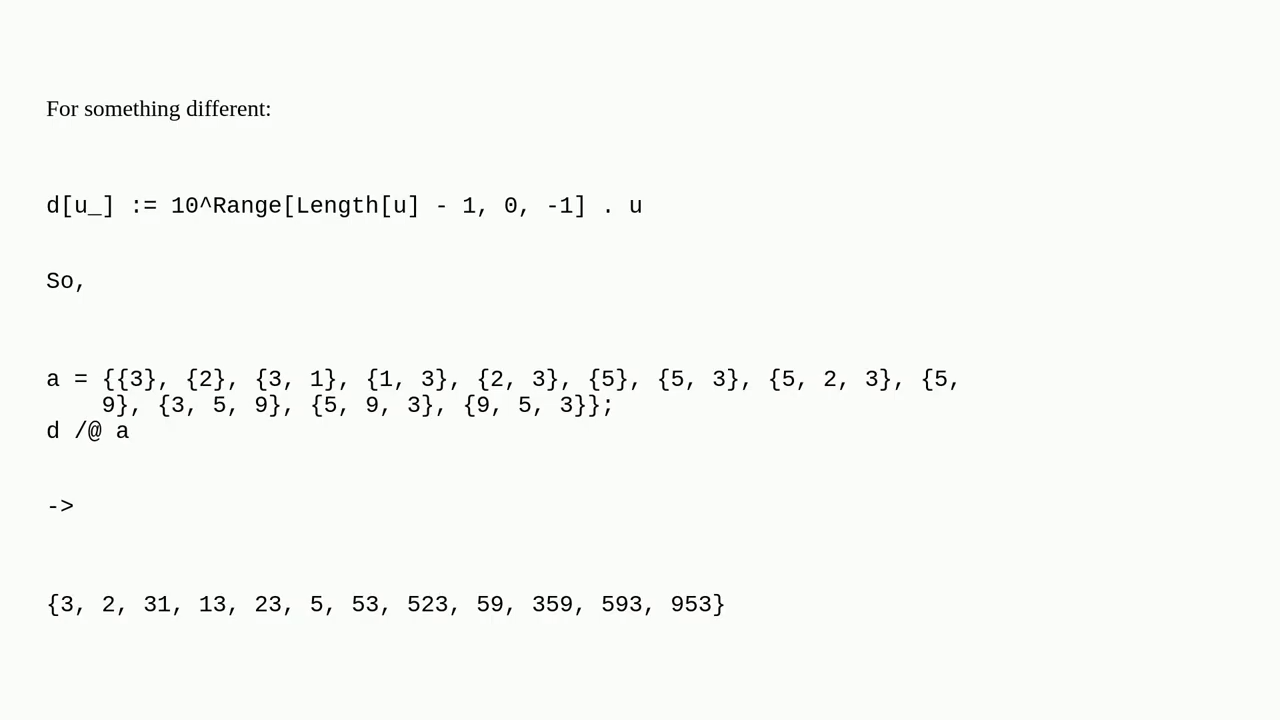 For something different:
d[u_] := 10^Range[Length[u] - 1, 0, -1] . u
So,
a = {{3}, {2}, {3, 1}, {1, 3}, {2, 3}, {5}, {5, 3}, {5, 2, 3}, {5,
9}, {3, 5, 9}, {5, 9, 3}, {9, 5, 3}};
d /@ a
->
{3, 2, 31, 13, 23, 5, 53, 523, 59, 359, 593, 953}